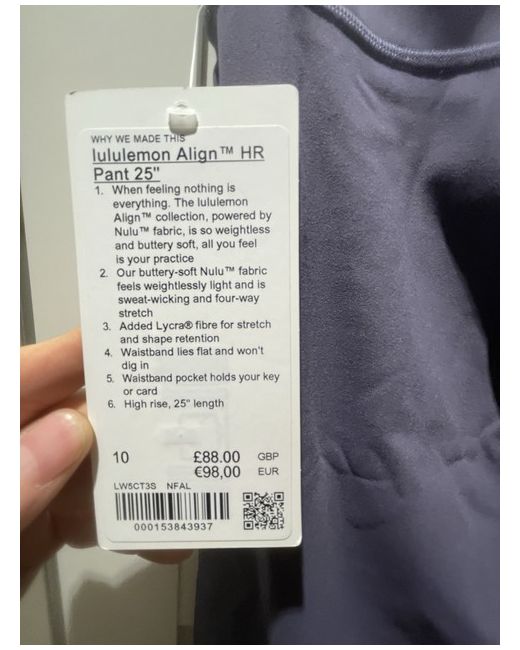 WHY WE MADE THIS
lululemon Align™ HR
Pant 25"
1. When feeling nothing is
everything. The lululemon
Align™ collection, powered by
Nulu™ fabric, is so weightless
and buttery soft, all you feel
is your practice
2. Our buttery-soft Nulu™ fabric
feels weightlessly light and is
sweat-wicking and four-way
stretch
3. Added Lycra® fibre for stretch
and shape retention
4. Waistband lies flat and won't
dig in
5. Waistband pocket holds your key
or card
6. High rise, 25" length
10 £88.00 GBP
€98,00 EUR
LW5CT3S NFAL
000153843937